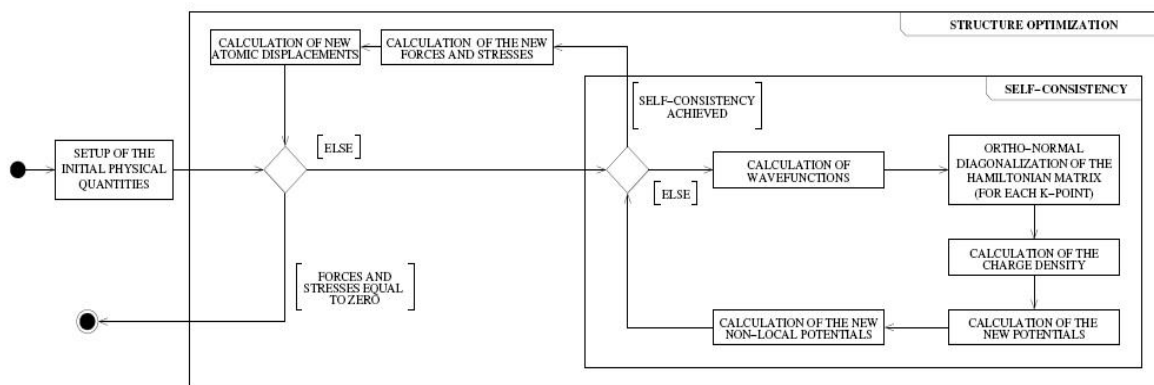 STRUCTURE OPTIMIZATION
CALCULATION OF NEW
ATOMIC DISPLACEMENTS
CALCULATION OF THE NEW
FORCES AND STRESSES
SELF-CONSISTENCY
SELF-CONSISTENCY
ACHIEVED
SETUP OF THE
INITIAL PHYSICAL
QUANTITIES
ELSE
ELSE
CALCULATION OF
WAVEFUNCTIONS
ORTHO-NORMAL
DIAGONALIZATION OF THE
HAMILTONIAN MATRIX
(FOR EACH K-POINT)
CALCULATION OF THE
CHARGE DENSITY
FORCES AND
STRESSES EQUAL
TO ZERO
CALCULATION OF THE NEW
NON-LOCAL POTENTIALS
CALCULATION OF THE
NEW POTENTIALS